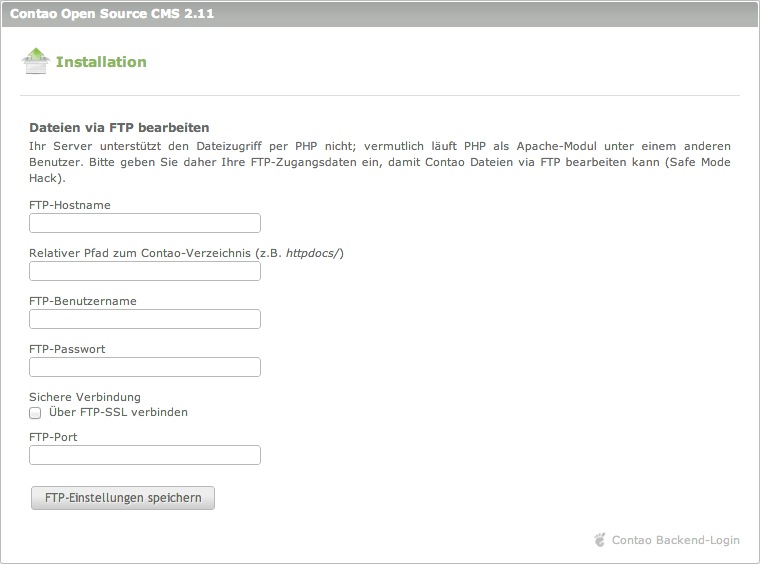 Contao Open Source CMS 2.11
Installation
Dateien via FTP bearbeiten
Ihr Server unterstützt den Dateizugriff per PHP nicht; vermutlich läuft PHP als Apache-Modul unter einem anderen
Benutzer. Bitte geben Sie daher Ihre FTP-Zugangsdaten ein, damit Contao Dateien via FTP bearbeiten kann (Safe Mode
Hack).
FTP-Hostname
Relativer Pfad zum Contao-Verzeichnis (z.B. httpdocs/)
FTP-Benutzername
FTP-Passwort
Sichere Verbindung
Über FTP-SSL verbinden
FTP-Port
FTP-Einstellungen speichern
Contao Backend-Login